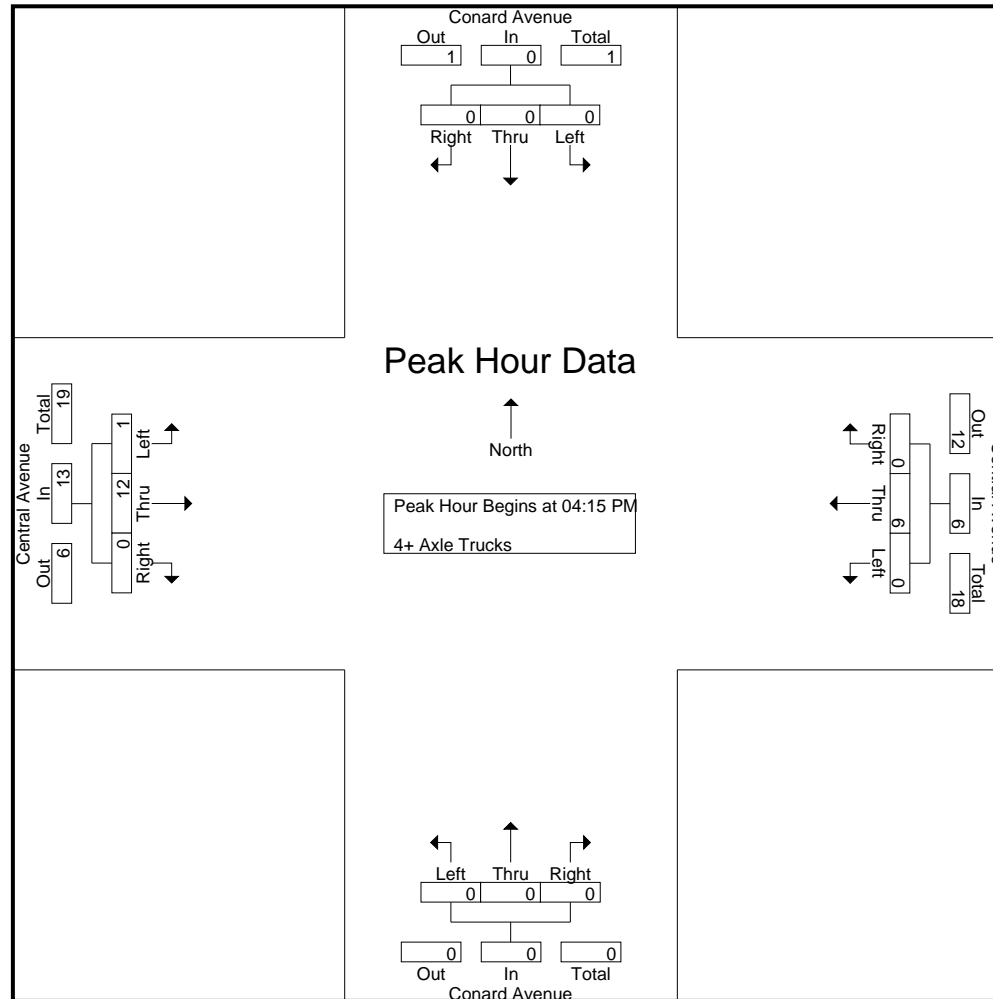 Conard Avenue
Out In Total
1 0 1
0 0 0
Right Thru Left
Peak Hour Data
North
Peak Hour Begins at 04:15 PM
4+ Axle Trucks
Central Avenue
Out In Total
6 13 19
Right Thru Left
0 12 1
Out In Total
12 6 18
Right Thru Left
0 6 0
Left Thru Right
0 0 0
0 0 0
Out In Total
Conard Avenue